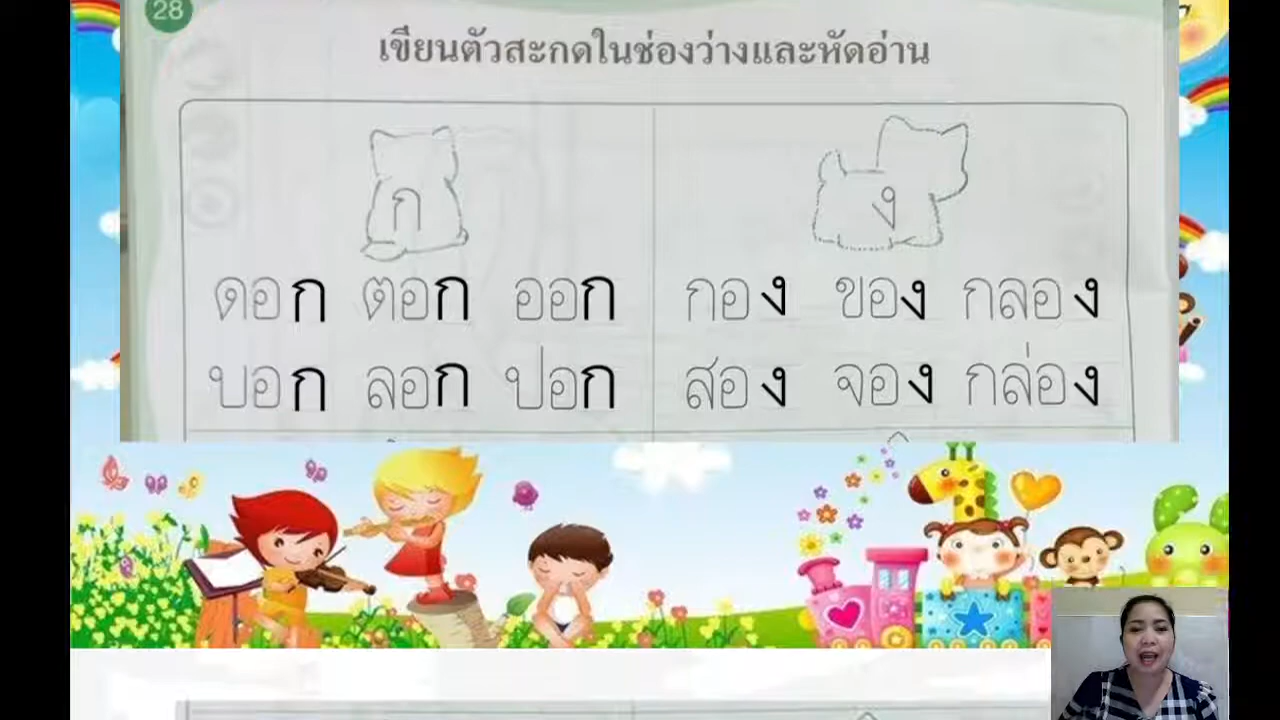 28
เขียนตัวสะกดในช่องว่างและหัดอ่าน
ก ง
ดอก ตอก ออก กอง ของ กลอง
บอก ลอก ปอก สอง จอง กล่อง